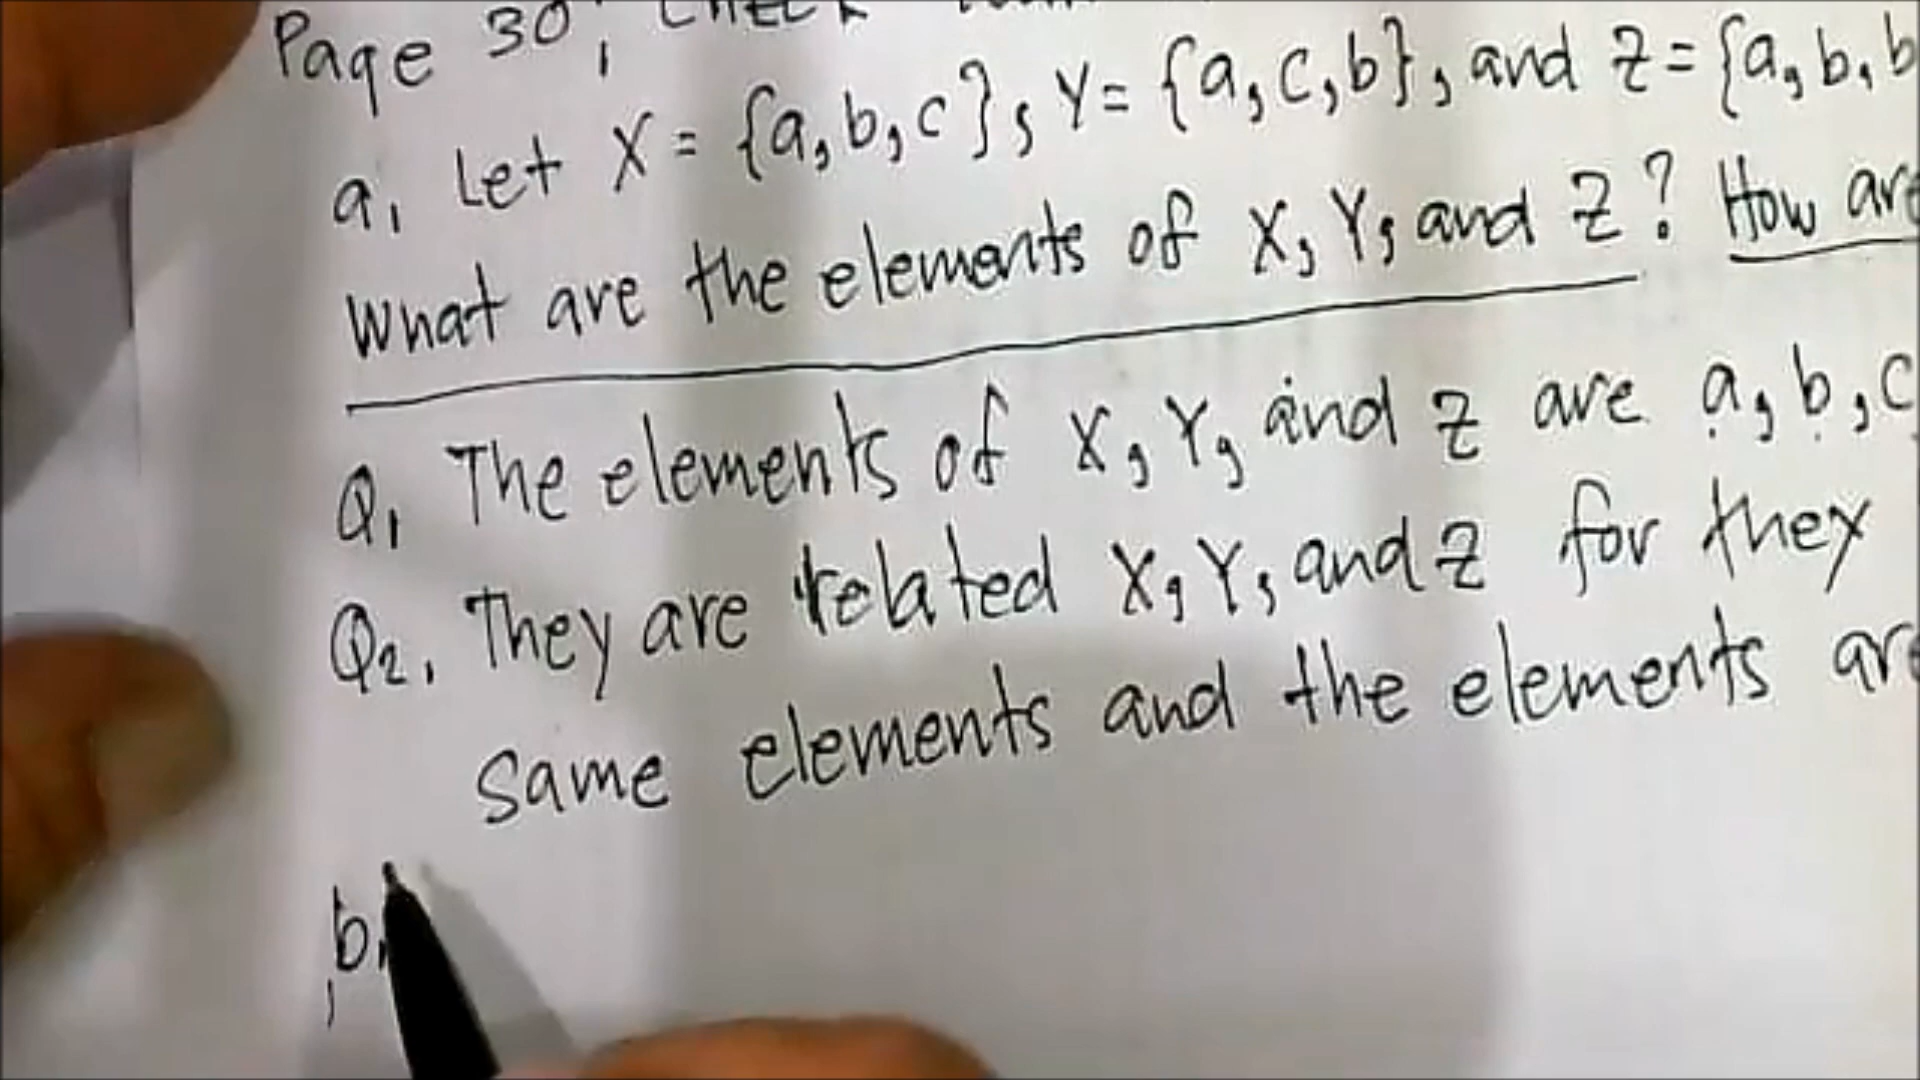 Page 30, Check
a, Let X = {a,b,c}, Y= {a,c,b}, and Z={a,b,b
What are the elements of X, Y, and Z? How are
Q, The elements of X, Y, and Z are a,b,c
Q2, They are related X, Y, and Z for they
same elements and the elements are
,b,